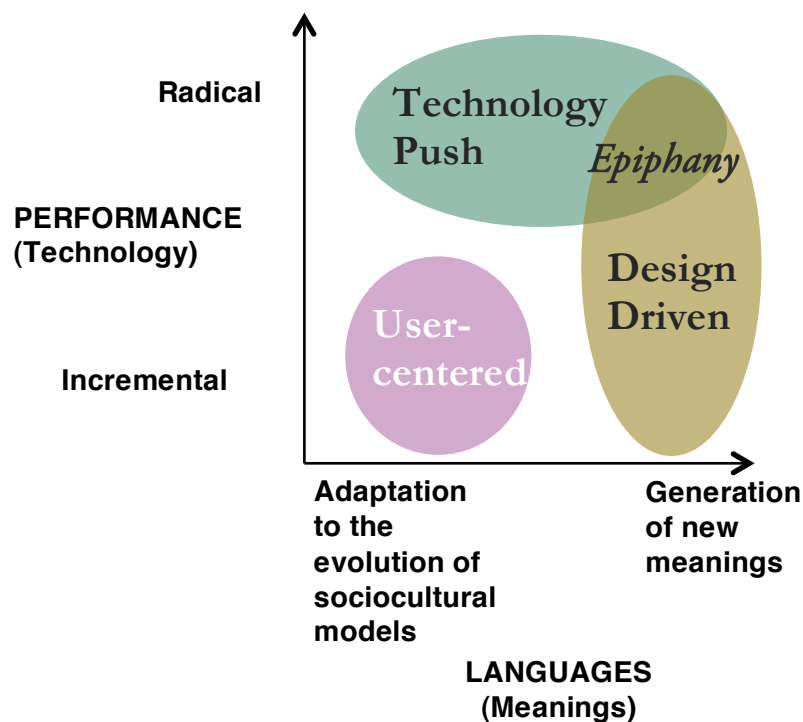 Radical
Technology
Push
Epiphany
PERFORMANCE
(Technology)
Design
Driven
User-
centered
Incremental
Adaptation
to the
evolution of
sociocultural
models
Generation
of new
meanings
LANGUAGES
(Meanings)